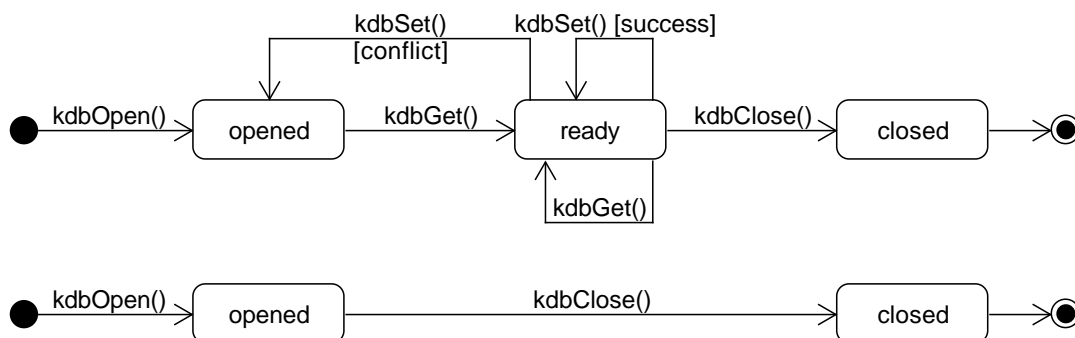 kdbSet()
[conflict]
kdbSet() [success]
kdbOpen()
opened
kdbGet()
ready
kdbClose()
closed
kdbGet()
kdbOpen()
opened
kdbClose()
closed